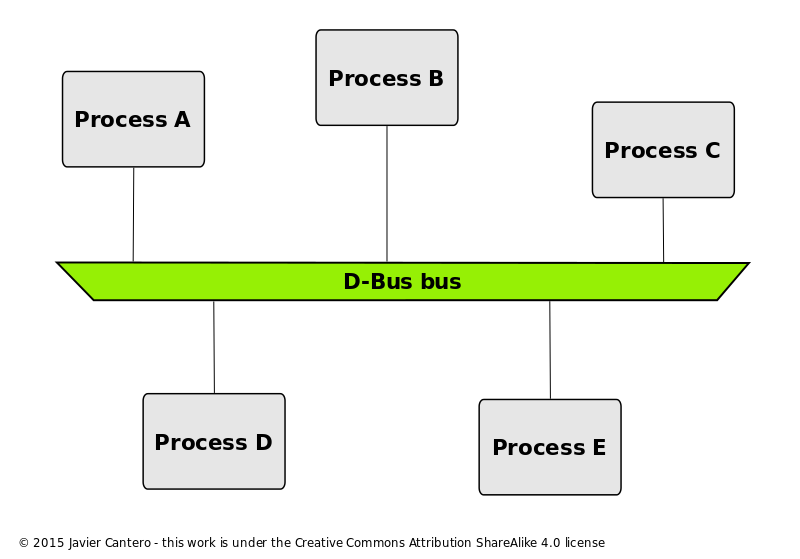 Process B
Process A
Process C
D-Bus bus
Process D
Process E
© 2015 Javier Cantero - this work is under the Creative Commons Attribution ShareAlike 4.0 license